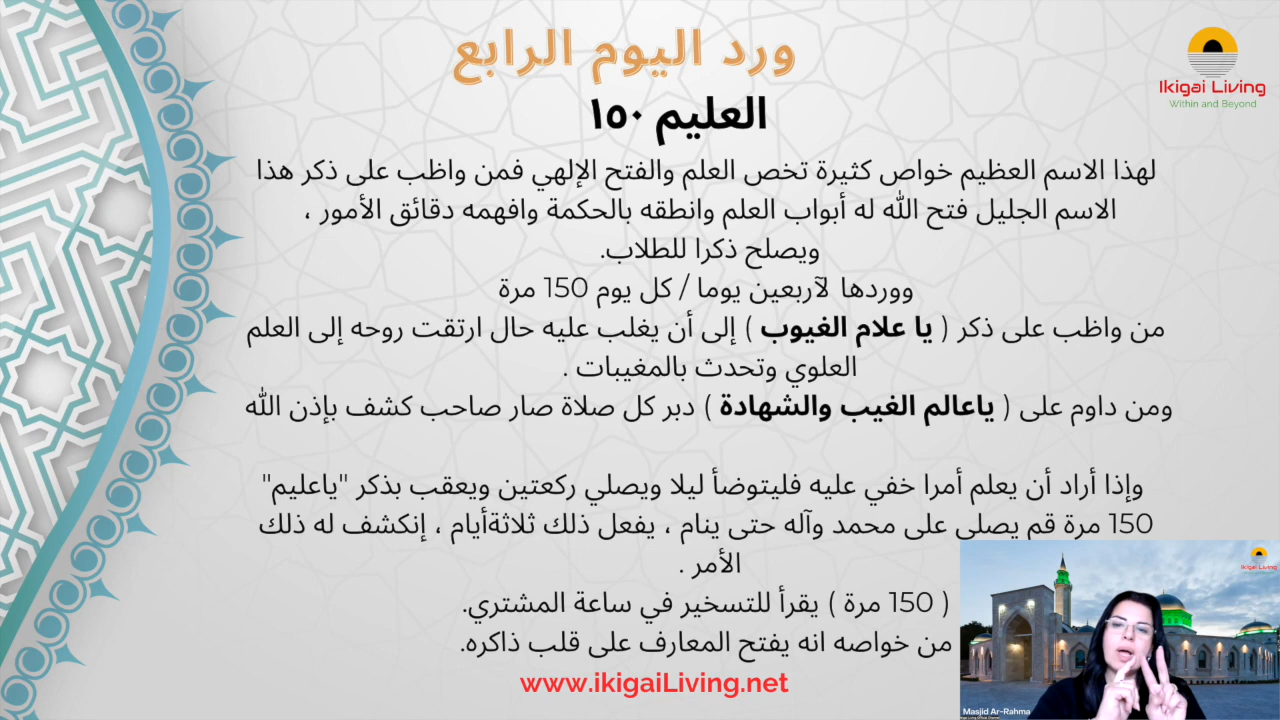 ورد اليوم الرابع
Ikigai Living
Within and Beyond
العليم ١٥٠
لهذا الاسم العظيم خواص كثيرة تخص العلم والفتح الإلهي فمن واظب على ذكر هذا
الاسم الجليل فتح الله له أبواب العلم وانطقه بالحكمة وافهمه دقائق الأمور ،
ويصلح ذكرا للطلاب.
ووردها لآربعين يوما / كل يوم 150 مرة
من واظب على ذكر ( يا علام الغيوب ) إلى أن يغلب عليه حال ارتقت روحه إلى العلم
العلوي وتحدث بالمغيبات .
ومن داوم على ( ياعالم الغيب والشهادة ) دبر كل صلاة صار صاحب كشف بإذن الله
وإذا أراد أن يعلم أمرا خفي عليه فليتوضأ ليلا ويصلي ركعتين ويعقب بذكر "ياعليم"
150 مرة قم يصلي على محمد وآله حتى ينام ، يفعل ذلك ثلاثةأيام ، إنكشف له ذلك
الأمر .
( 150 مرة ) يقرأ للتسخير في ساعة المشتري.
من خواصه انه يفتح المعارف على قلب ذاكره.
www.ikigaiLiving.net
Ikigai Living
Masjid Ar-Rahma